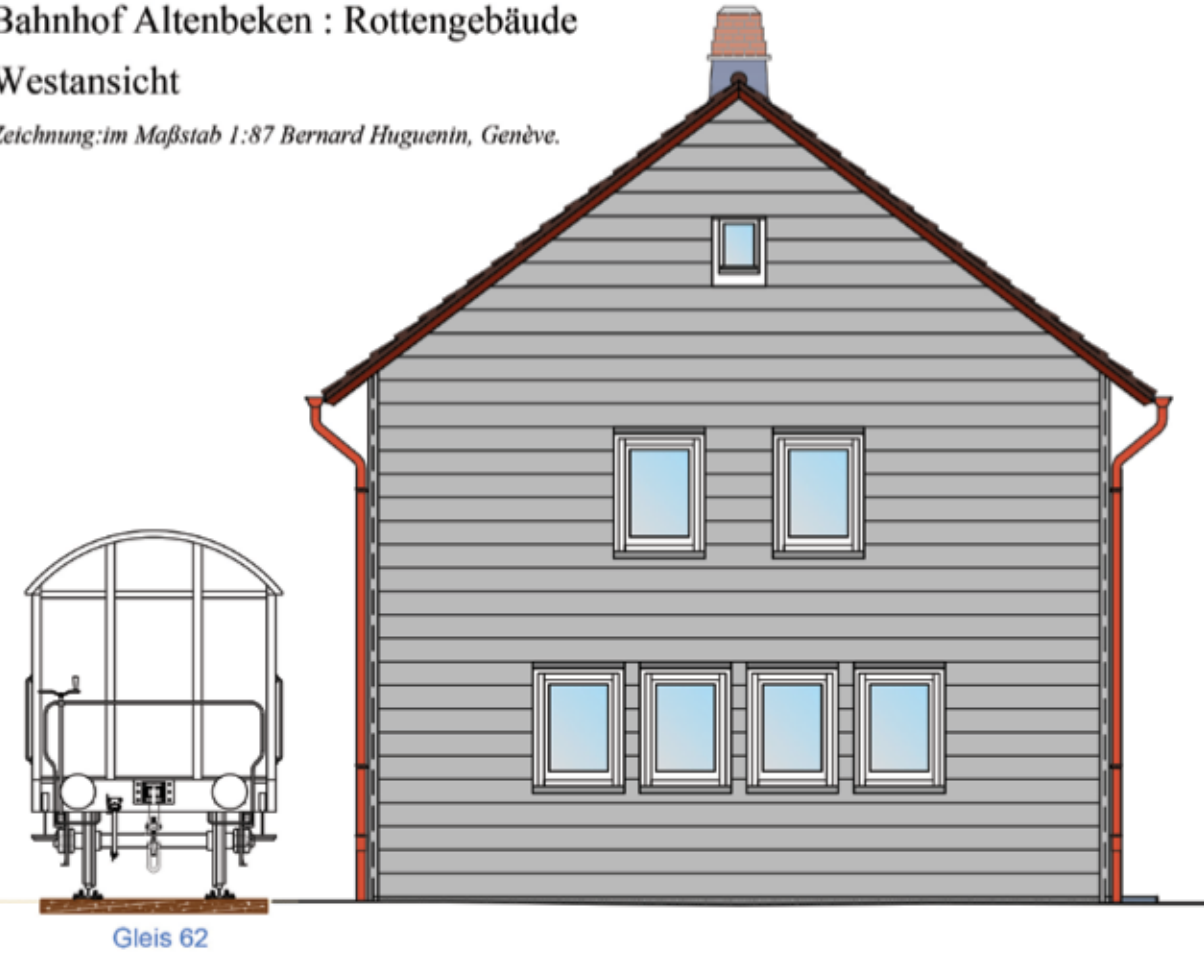 Bahnhof Altenbeken : Rottengebäude
Westansicht
Zeichnung:im Maßstab 1:87 Bernard Huguenin, Genève.
Gleis 62